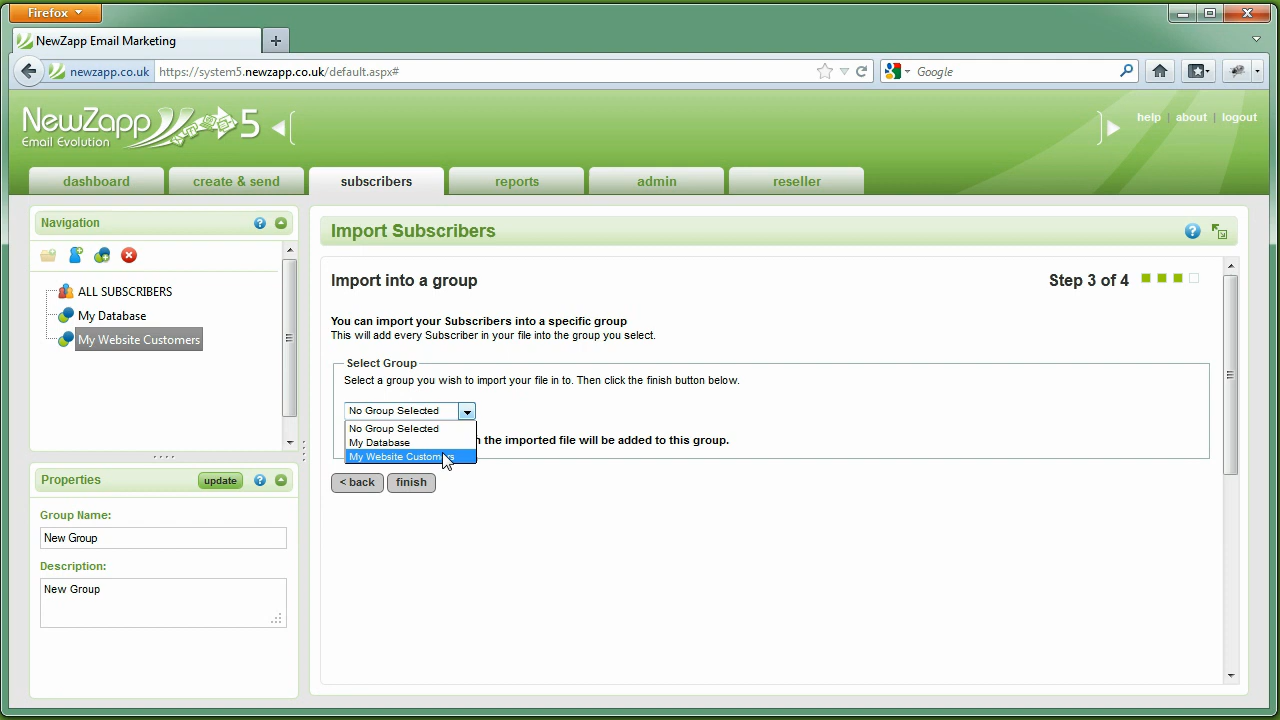 Firefox
NewZapp Email Marketing
newzapp.co.uk
https://system5.newzapp.co.uk/default.aspx#
Google
NewZapp 5
Email Evolution
help | about | logout
dashboard
create & send
subscribers
reports
admin
reseller
Navigation
ALL SUBSCRIBERS
My Database
My Website Customers
Properties
update
Group Name:
New Group
Description:
New Group
Import Subscribers
Import into a group
Step 3 of 4
You can import your Subscribers into a specific group
This will add every Subscriber in your file into the group you select.
Select Group
Select a group you wish to import your file in to. Then click the finish button below.
No Group Selected
No Group Selected
My Database
the imported file will be added to this group.
My Website Customers
< back
finish